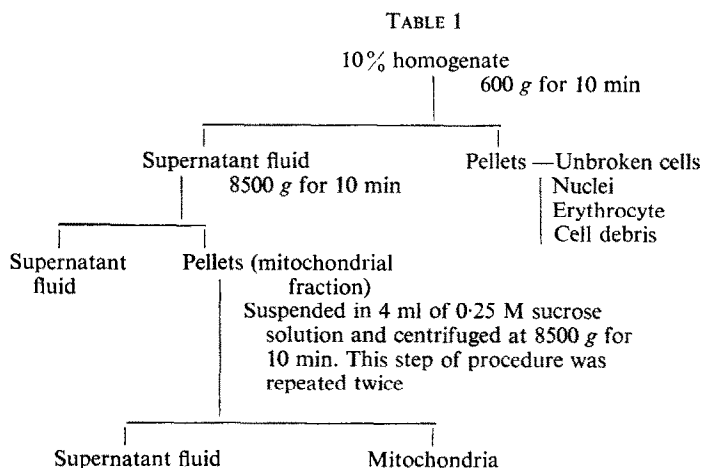 TABLE 1
10% homogenate
600 g for 10 min
Supernatant fluid
8500 g for 10 min
Pellets — Unbroken cells
Nuclei
Erythrocyte
Cell debris
Supernatant
fluid
Pellets (mitochondrial
fraction)
Suspended in 4 ml of 0·25 M sucrose
solution and centrifuged at 8500 g for
10 min. This step of procedure was
repeated twice
Supernatant fluid
Mitochondria